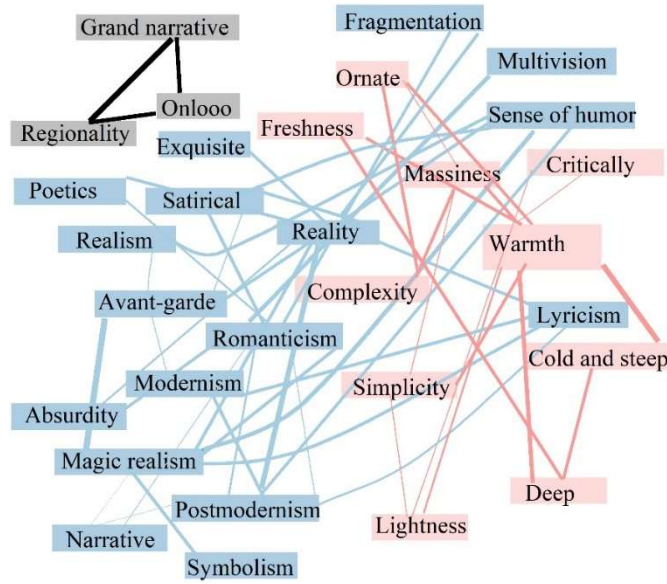 Grand narrative
Fragmentation
Multivision
Ornate
Onlooo
Sense of humor
Regionality
Freshness
Exquisite
Critically
Massiness
Poetics
Satirical
Reality
Realism
Warmth
Complexity
Avant-garde
Lyricism
Romanticism
Cold and steep
Modernism
Simplicity
Absurdity
Magic realism
Deep
Postmodernism
Lightness
Narrative
Symbolism